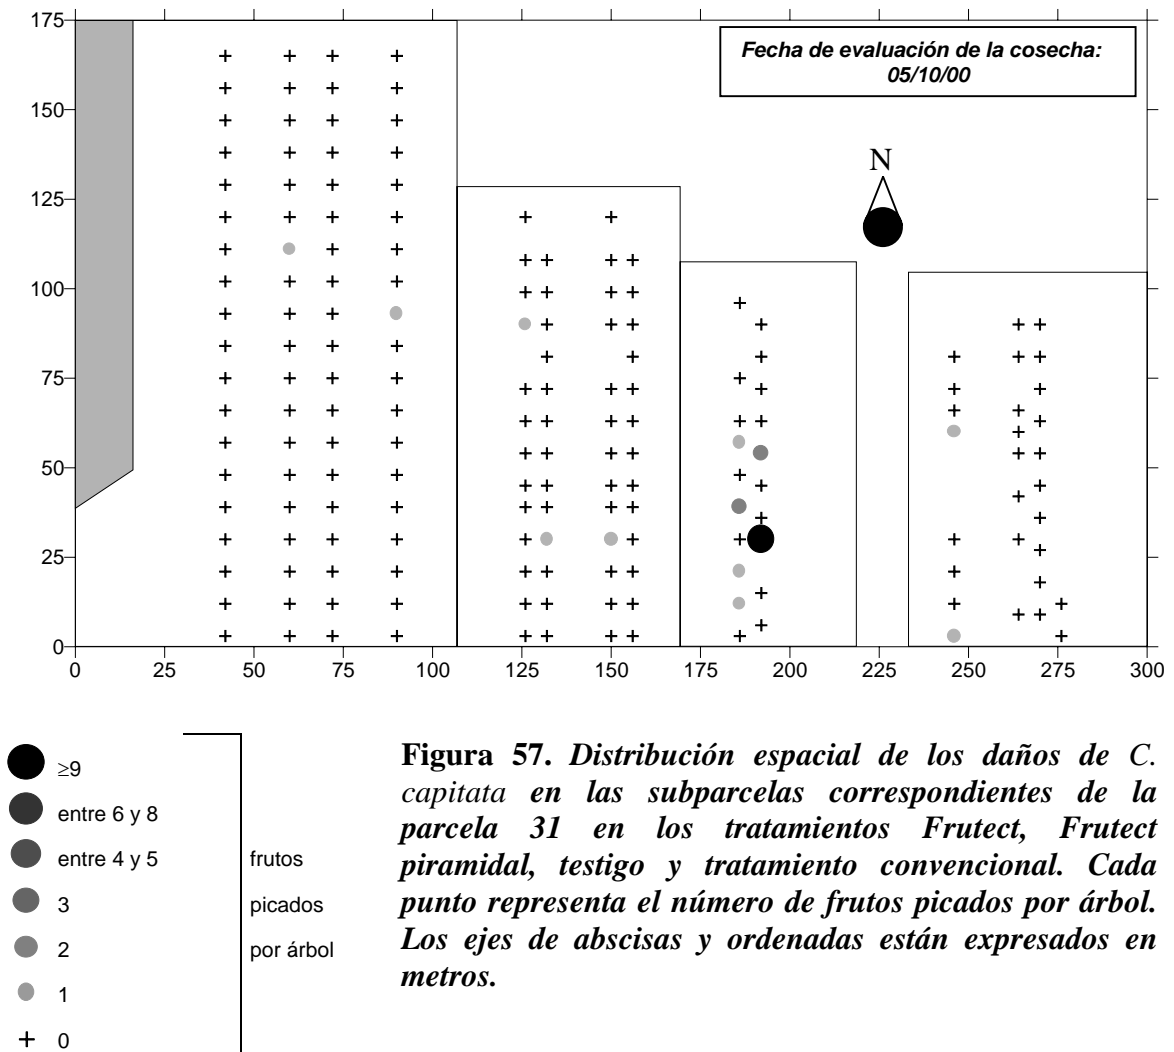 175
150
125
100
75
50
25
0
Fecha de evaluación de la cosecha:
05/10/00
N
0 25 50 75 100 125 150 175 200 225 250 275 300
≥9
entre 6 y 8
entre 4 y 5
3
2
1
0
frutos
picados
por árbol
Figura 57. Distribución espacial de los daños de C.
capitata en las subparcelas correspondientes de la
parcela 31 en los tratamientos Frutect, Frutect
piramidal, testigo y tratamiento convencional. Cada
punto representa el número de frutos picados por árbol.
Los ejes de abscisas y ordenadas están expresados en
metros.